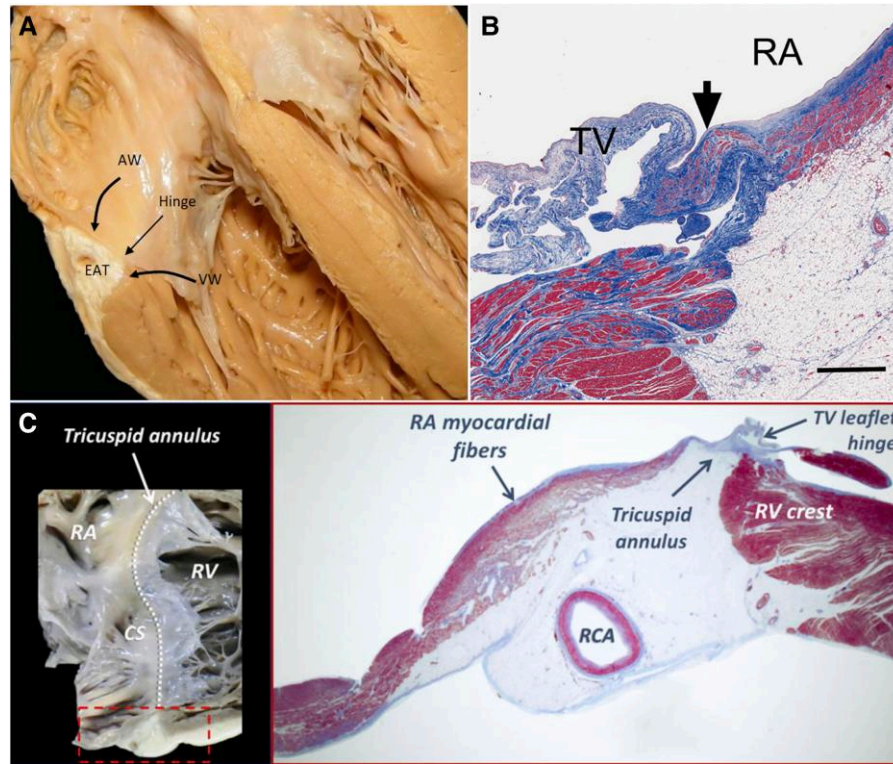 A
AW
Hinge
EAT
VW
B
RA
TV
C
Tricuspid annulus
RA
RV
CS
RA myocardial
fibers
TV leaflet
hinge
Tricuspid
annulus
RV crest
RCA